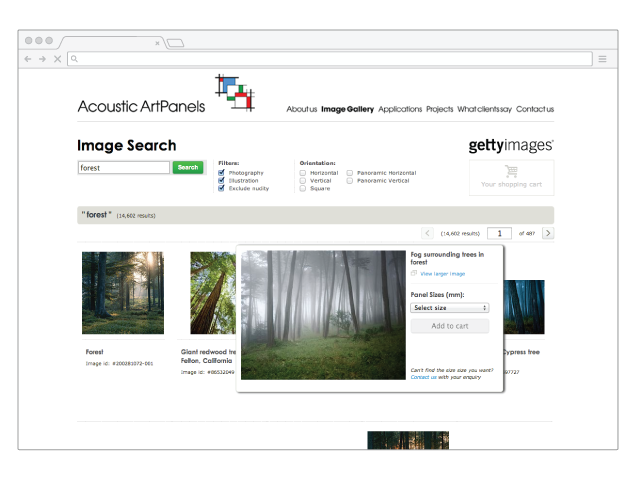 Acoustic ArtPanels
About us Image Gallery Applications Projects What clients say Contact us
Image Search
gettyimages®
forest
Search
Filters:
Photography
Illustration
Exclude nudity
Orientation:
Horizontal
Vertical
Square
Panoramic Horizontal
Panoramic Vertical
Your shopping cart
"forest" (14,602 results)
(14,602 results) 1 of 487
Fog surrounding trees in
forest
View larger image
Panel Sizes (mm):
Select size
Add to cart
Can't find the size size you want?
Contact us with your enquiry
Forest
Image id: #200281072-001
Giant redwood tre
Felton, California
Image id: #86532049
Cypress tree
97727